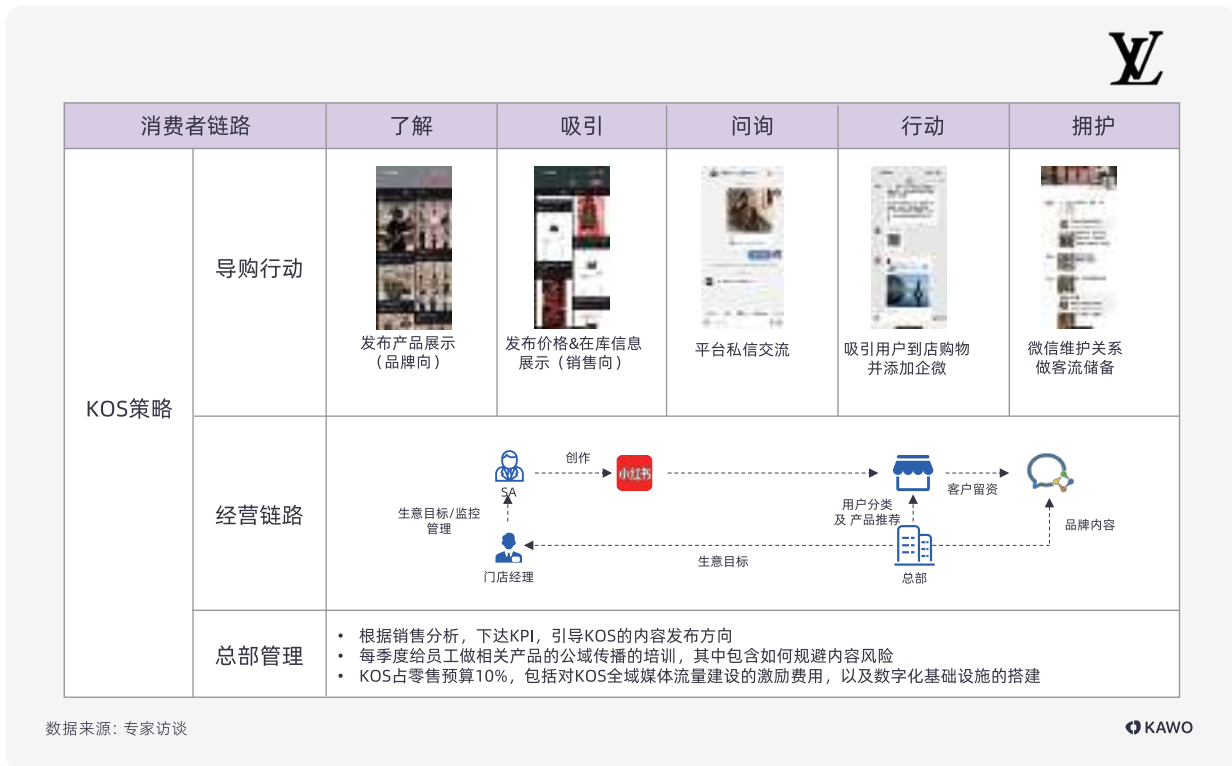 LV
消费者链路
了解
吸引
问询
行动
拥护
KOS策略
导购行动
发布产品展示
（品牌向）
发布价格&在库信息
展示（销售向）
平台私信交流
吸引用户到店购物
并添加企微
微信维护关系
做客流储备
经营链路
SA
创作
小红书
生意目标/监控
管理
门店经理
生意目标
用户分类
及 产品推荐
总部
客户留资
品牌内容
总部管理
• 根据销售分析，下达KPI，引导KOS的内容发布方向
• 每季度给员工做相关产品的公域传播的培训，其中包含如何规避内容风险
• KOS占零售预算10%，包括对KOS全域媒体流量建设的激励费用，以及数字化基础设施的搭建
数据来源：专家访谈
KAWO